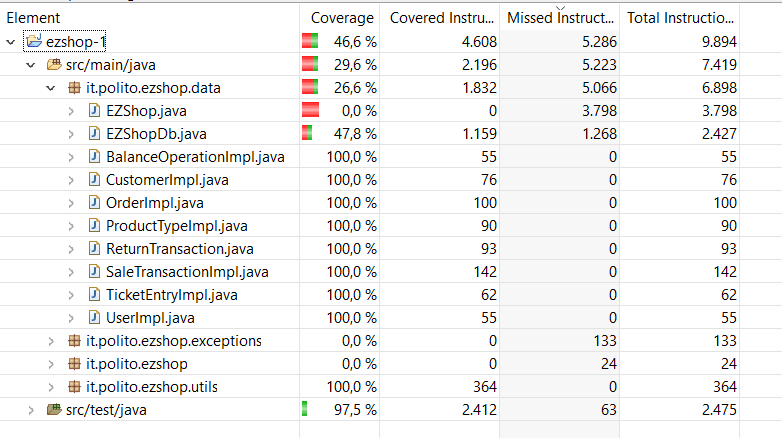 Element Coverage Covered Instru... Missed Instruct... Total Instructio...
ezshop-1 46,6 % 4.608 5.286 9.894
src/main/java 29,6 % 2.196 5.223 7.419
it.polito.ezshop.data 26,6 % 1.832 5.066 6.898
EZShop.java 0,0 % 0 3.798 3.798
EZShopDb.java 47,8 % 1.159 1.268 2.427
BalanceOperationImpl.java 100,0 % 55 0 55
CustomerImpl.java 100,0 % 76 0 76
OrderImpl.java 100,0 % 100 0 100
ProductTypeImpl.java 100,0 % 90 0 90
ReturnTransaction.java 100,0 % 93 0 93
SaleTransactionImpl.java 100,0 % 142 0 142
TicketEntryImpl.java 100,0 % 62 0 62
UserImpl.java 100,0 % 55 0 55
it.polito.ezshop.exceptions 0,0 % 0 133 133
it.polito.ezshop 0,0 % 0 24 24
it.polito.ezshop.utils 100,0 % 364 0 364
src/test/java 97,5 % 2.412 63 2.475